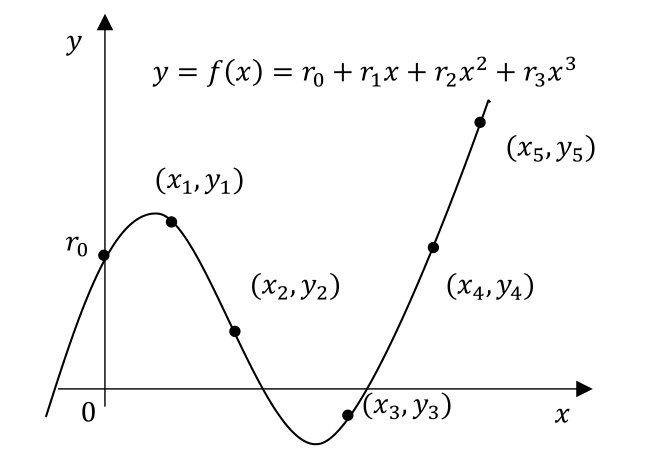 y
y = f(x) = r₀ + r₁x + r₂x² + r₃x³
(x₅, y₅)
(x₁, y₁)
r₀
(x₂, y₂)
(x₄, y₄)
(x₃, y₃)
0
x